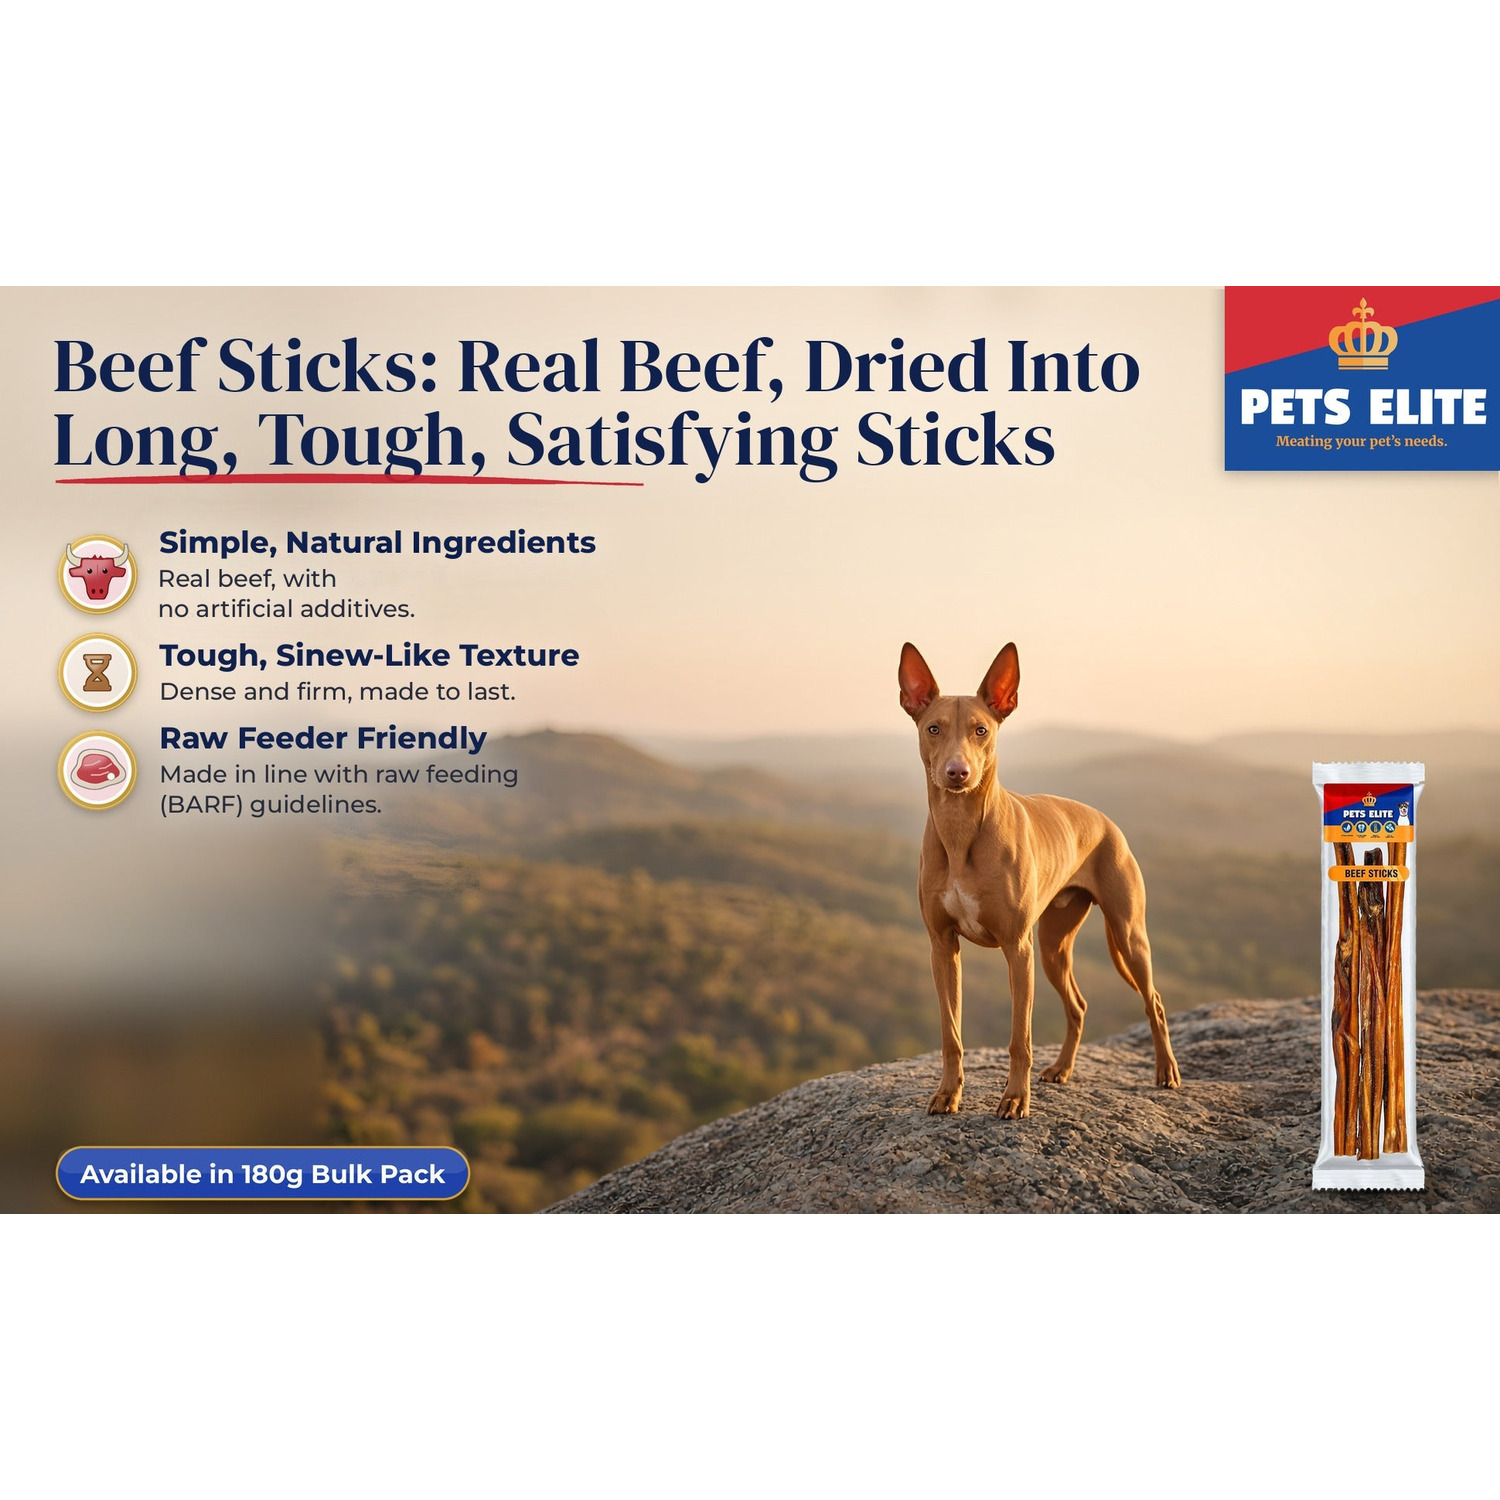 Beef Sticks: Real Beef, Dried Into
Long, Tough, Satisfying Sticks
PETS ELITE
Meating your pet's needs.
Simple, Natural Ingredients
Real beef, with
no artificial additives.
Tough, Sinew-Like Texture
Dense and firm, made to last.
Raw Feeder Friendly
Made in line with raw feeding
(BARF) guidelines.
PETS ELITE
BEEF STICKS
Available in 180g Bulk Pack